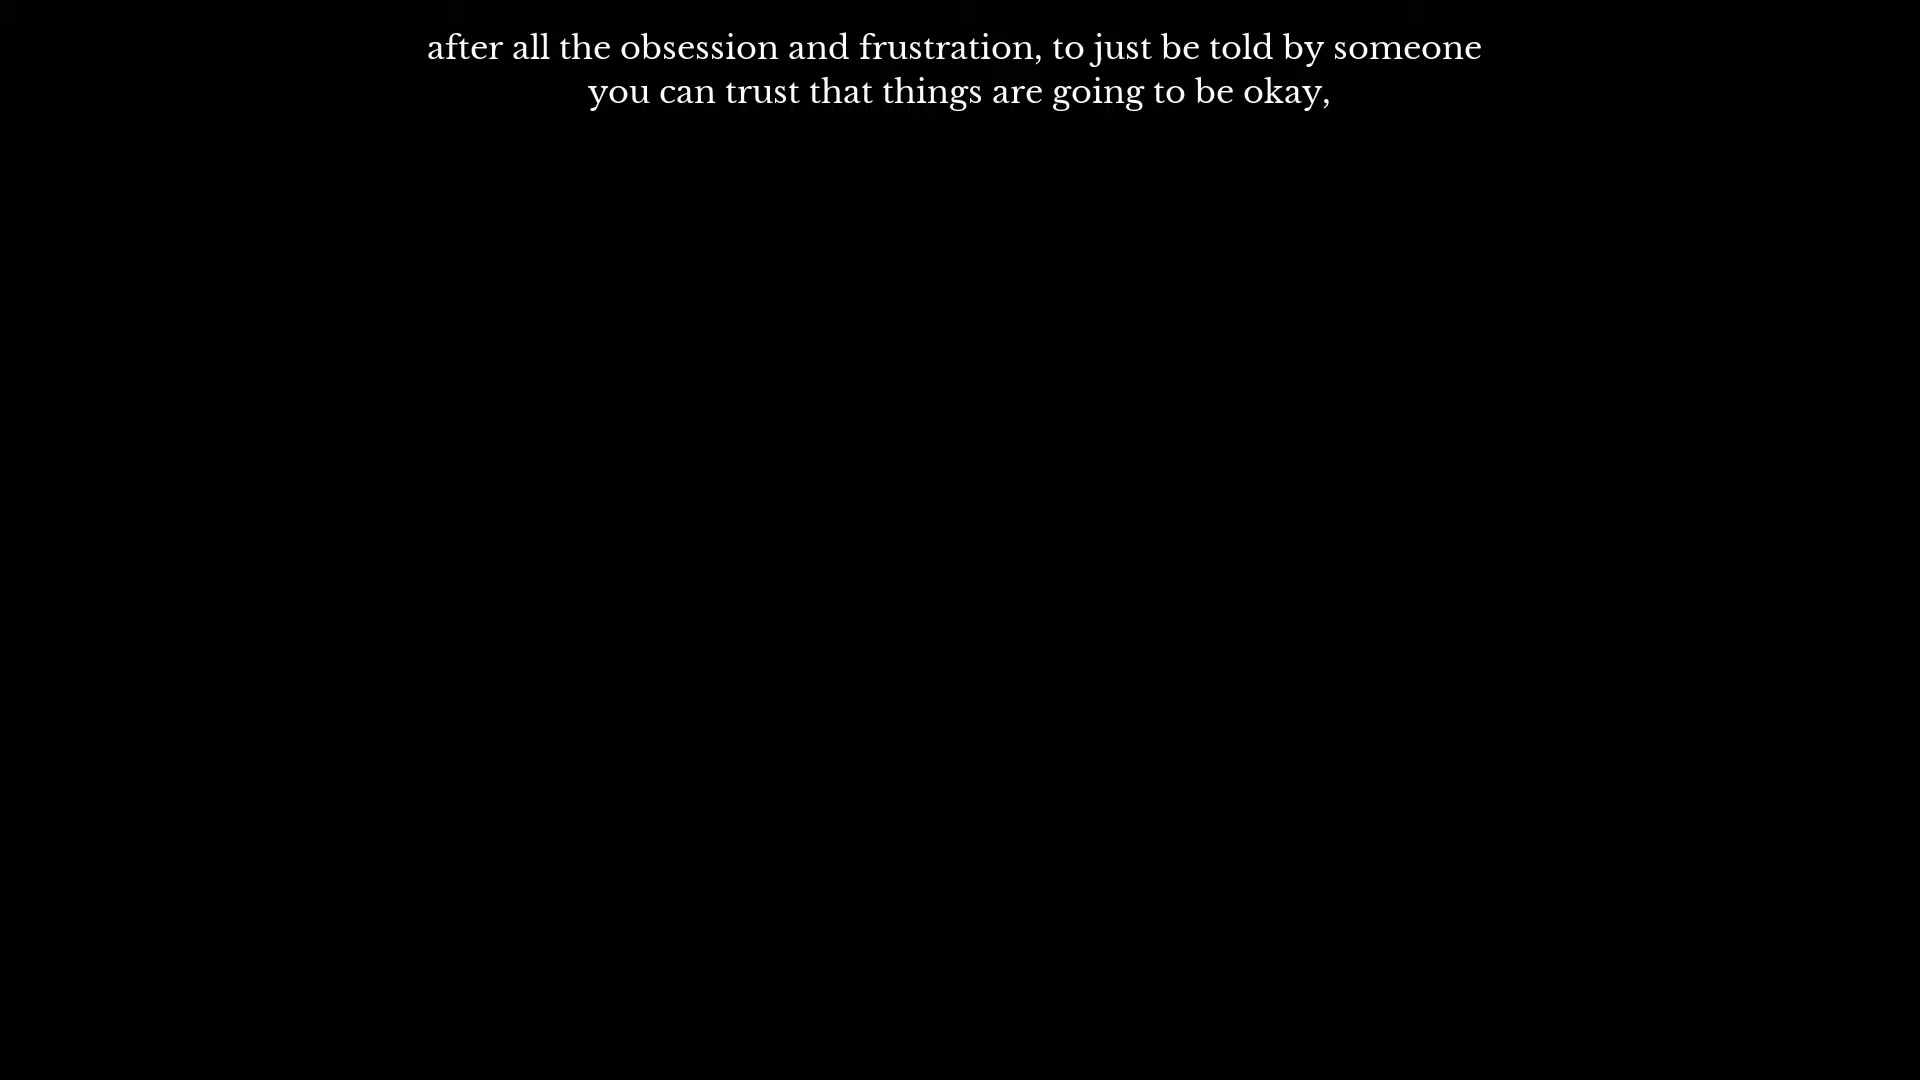 after all the obsession and frustration, to just be told by someone
you can trust that things are going to be okay,